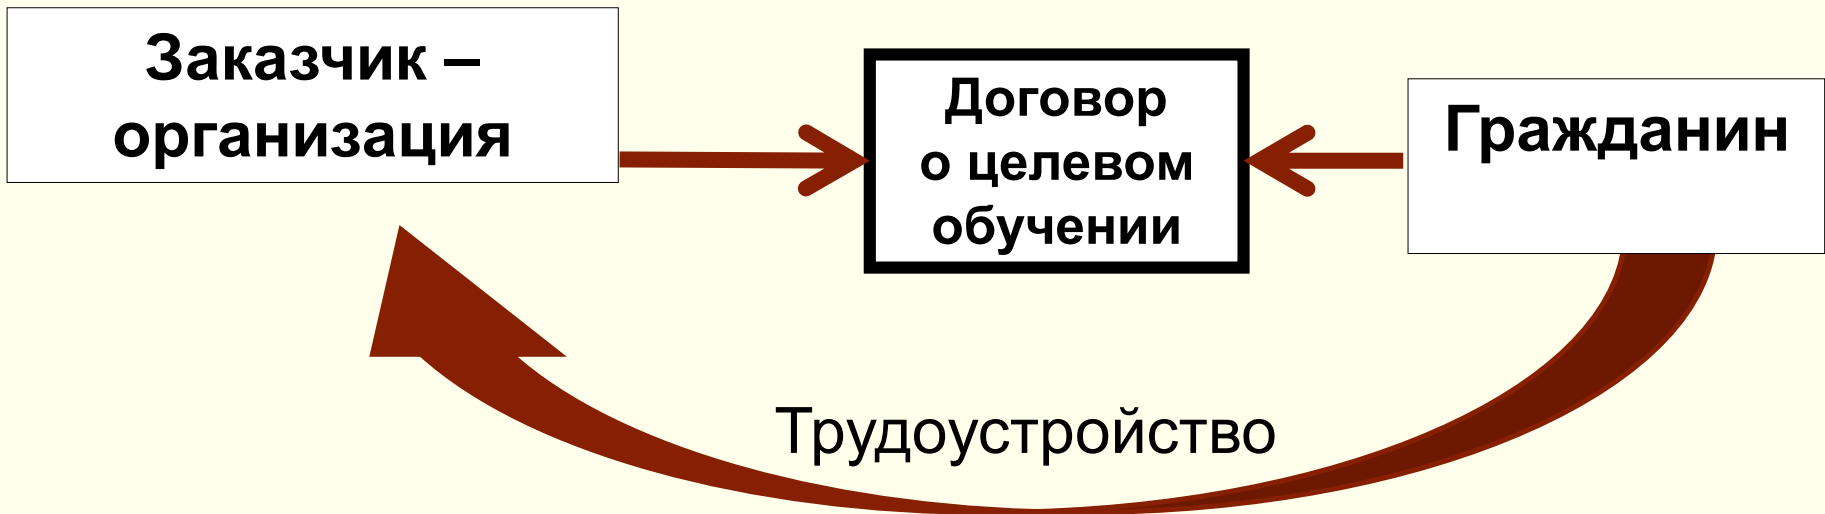 Заказчик –
организация
Договор
о целевом
обучении
Гражданин
Трудоустройство